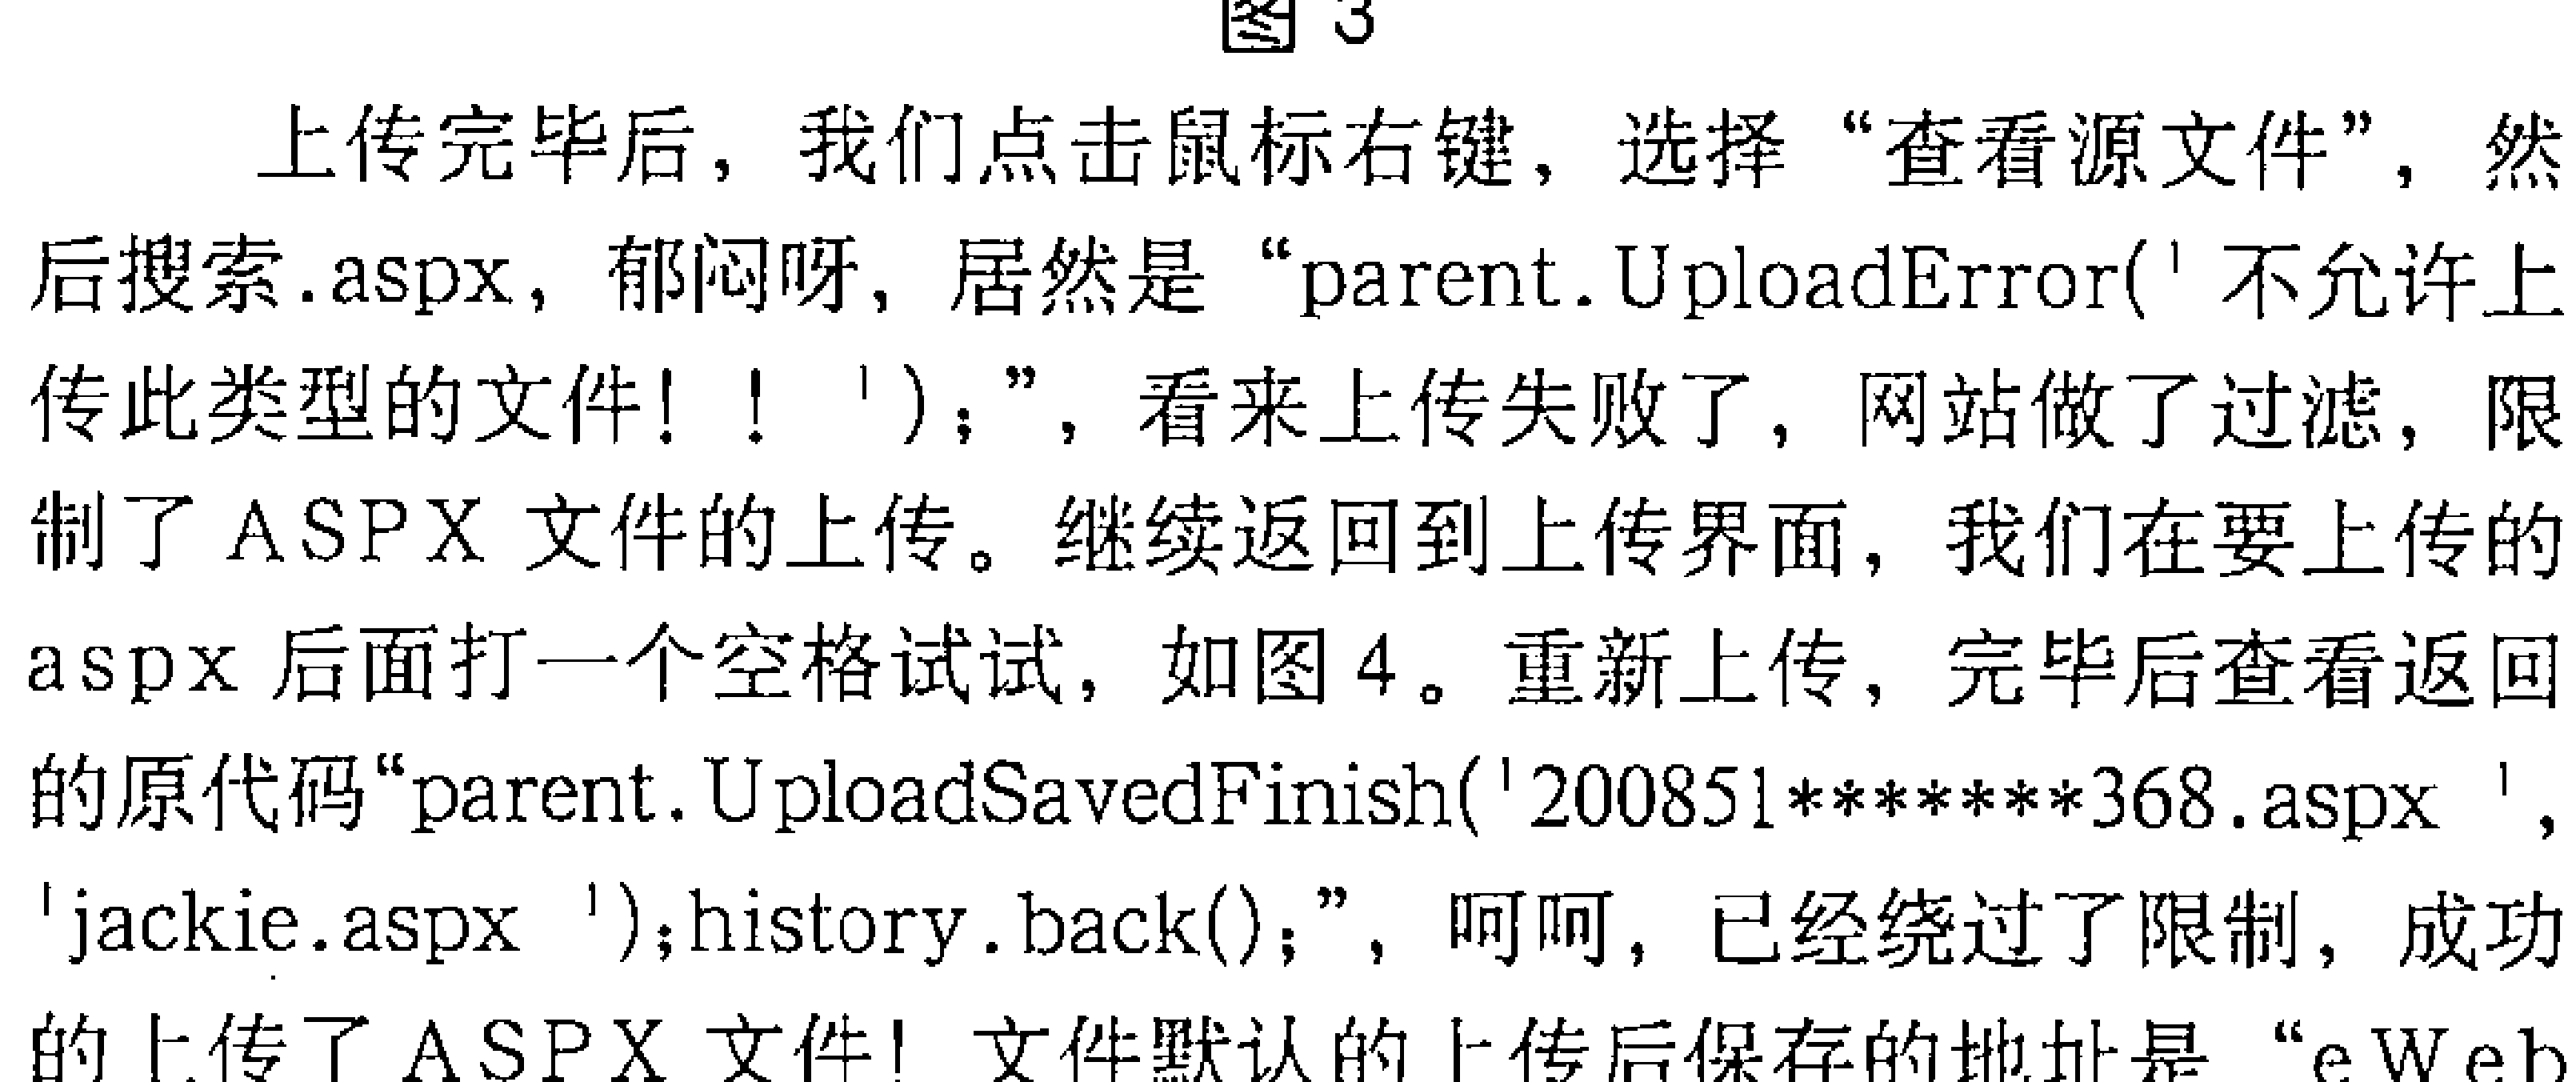 图 3
上传完毕后，我们点击鼠标右键，选择“查看源文件”，然
后搜索.aspx，郁闷呀，居然是“parent.UploadError('不允许上
传此类型的文件！！ ');”，看来上传失败了，网站做了过滤，限
制了 ASPX 文件的上传。继续返回到上传界面，我们在要上传的
aspx 后面打一个空格试试，如图 4。重新上传，完毕后查看返回
的原代码“parent.UploadSavedFinish('200851*******368.aspx ',
'jackie.aspx ');history.back();”，呵呵，已经绕过了限制，成功
的上传了 ASPX 文件！文件默认的上传后保存的地址是“eWeb